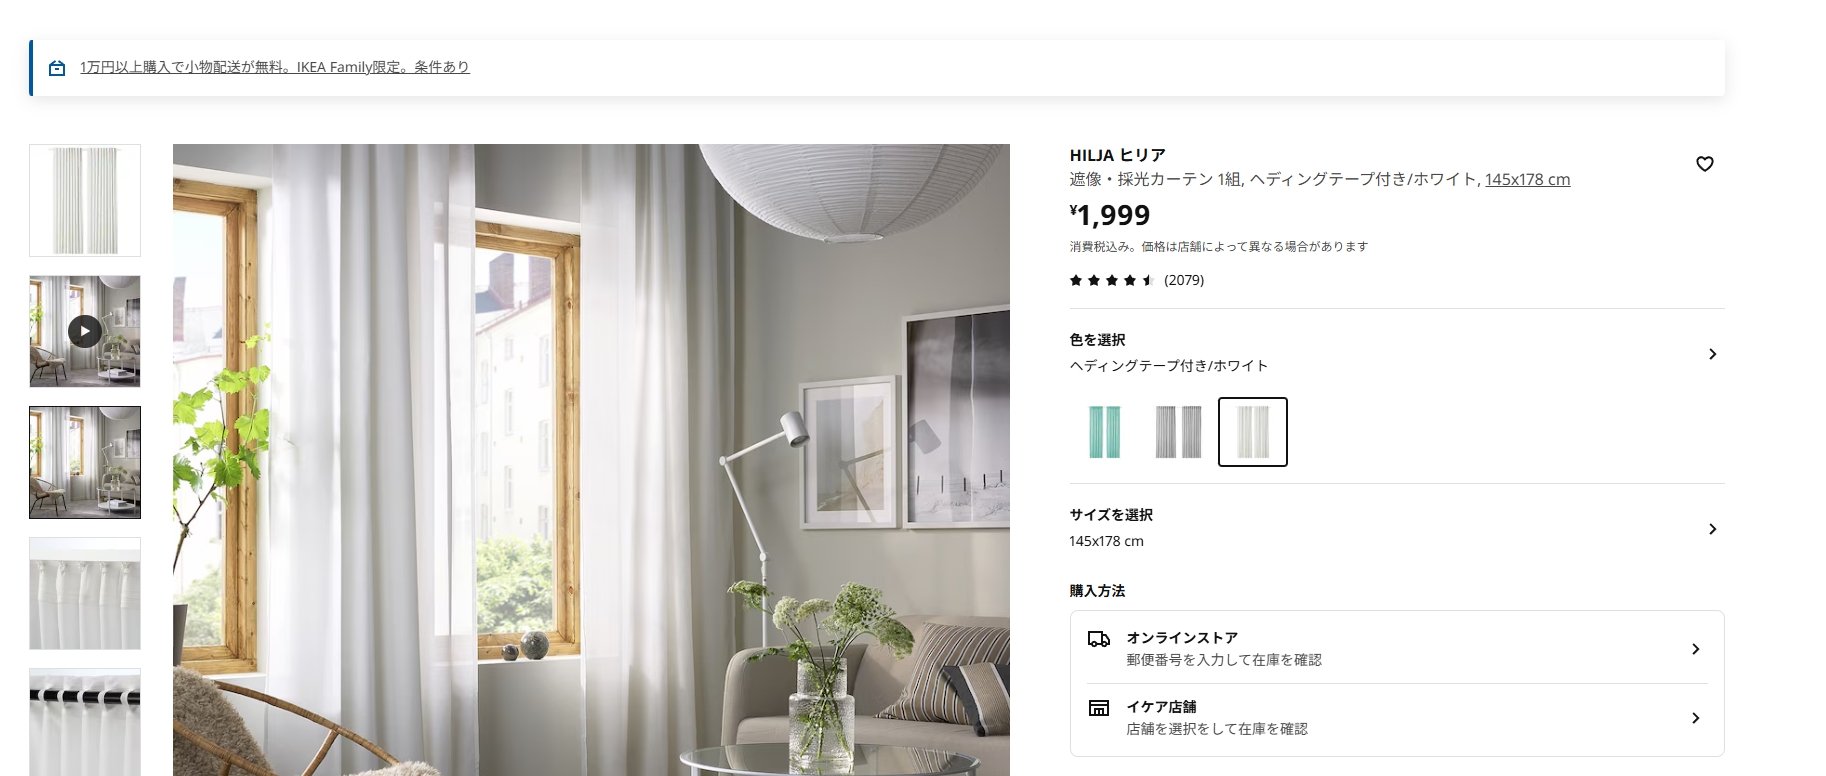 1万円以上購入で小物配送が無料。IKEA Family限定。条件あり
HILJA ヒリア
遮像・採光カーテン 1組, ヘディングテープ付き/ホワイト, 145x178 cm
¥1,999
消費税込み。価格は店舗によって異なる場合があります
(2079)
色を選択
ヘディングテープ付き/ホワイト
サイズを選択
145x178 cm
購入方法
オンラインストア
郵便番号を入力して在庫を確認
イケア店舗
店舗を選択をして在庫を確認